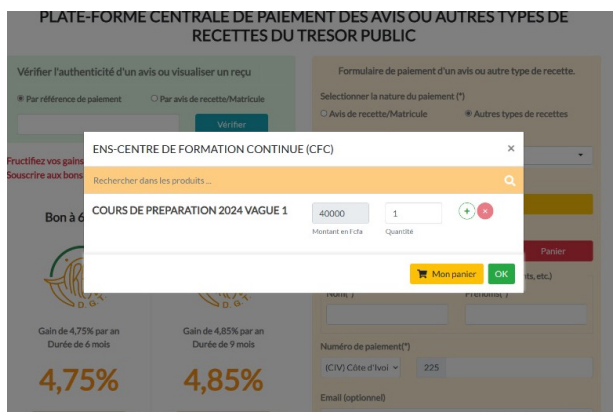 PLATE-FORME CENTRALE DE PAIEMENT DES AVIS OU AUTRES TYPES DE
RECETTES DU TRESOR PUBLIC
Vérifier l'authenticité d'un avis ou visualiser un reçu
Par référence de paiement
Par avis de recette/Matricule
Vérifier
Formulaire de paiement d'un avis ou autre type de recette.
Selectionner la nature du paiement (*)
Avis de recette/Matricule
Autres types de recettes
ENS-CENTRE DE FORMATION CONTINUE (CFC)
×
Rechercher dans les produits ...
COURS DE PREPARATION 2024 VAGUE 1
40000
1
Montant en Fcfa
Quantité
Mon panier
OK
Fructifiez vos gains
Souscrire aux bons
Bon à 6
D.G.T.
Gain de 4,75% par an
Durée de 6 mois
4,75%
D.G.T.
Gain de 4,85% par an
Durée de 9 mois
4,85%
Panier
ts, etc.)
Nom(*)
Prénoms(*)
Numéro de paiement(*)
(CIV) Côte d'Ivoi
225
Email (optionnel)